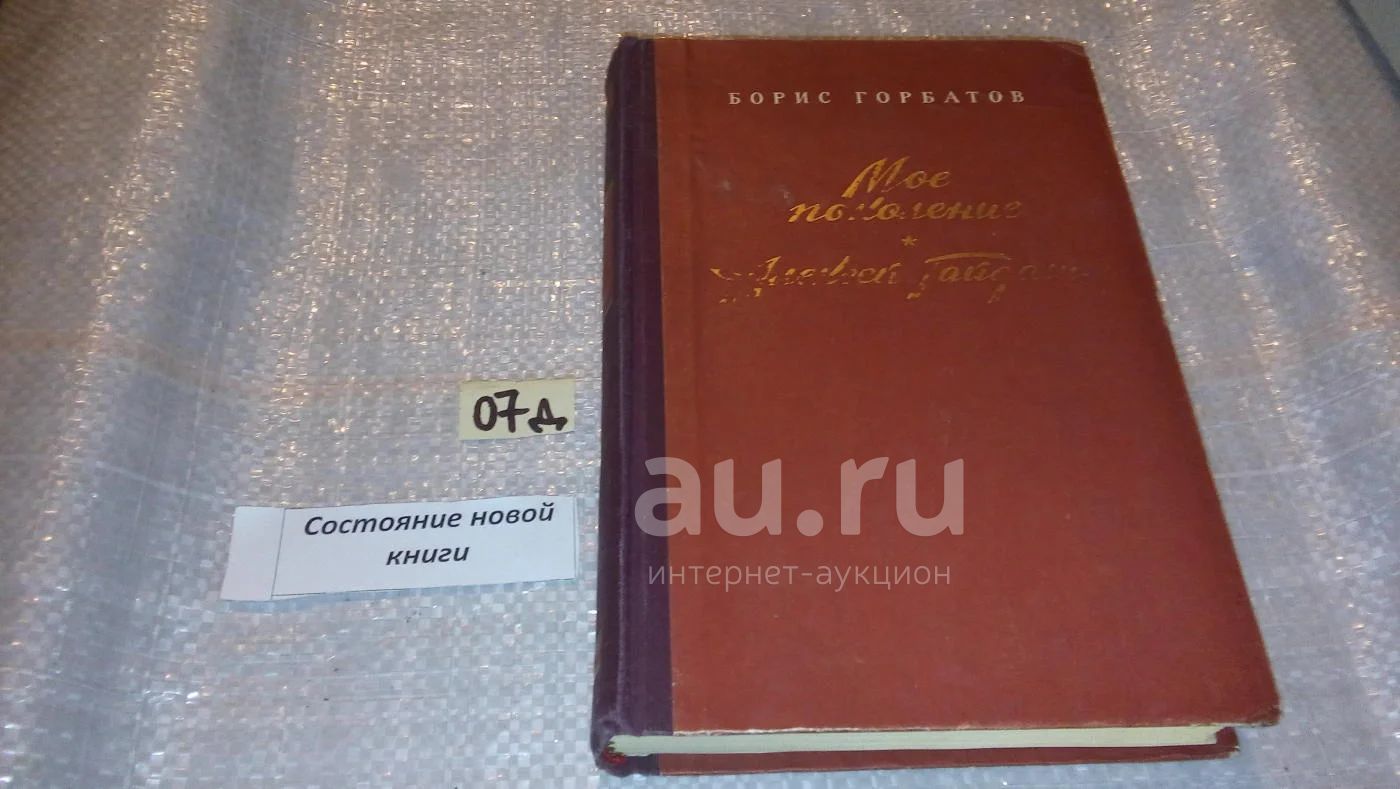 БОРИС ГОРБАТОВ
Мое
поколение
*
Алексей Гайдаш
07д
Состояние новой
книги
au.ru
интернет-аукцион